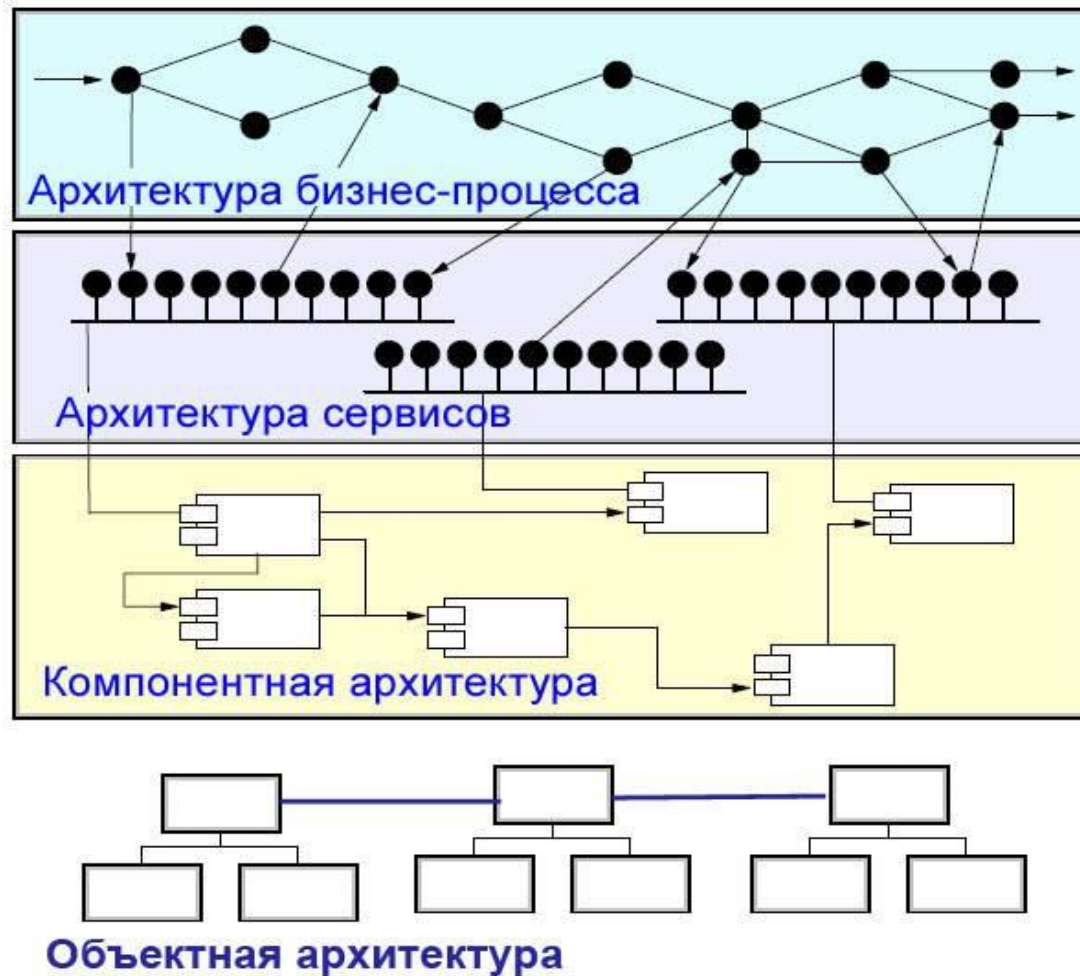 Архитектура бизнес-процесса
Архитектура сервисов
Компонентная архитектура
Объектная архитектура